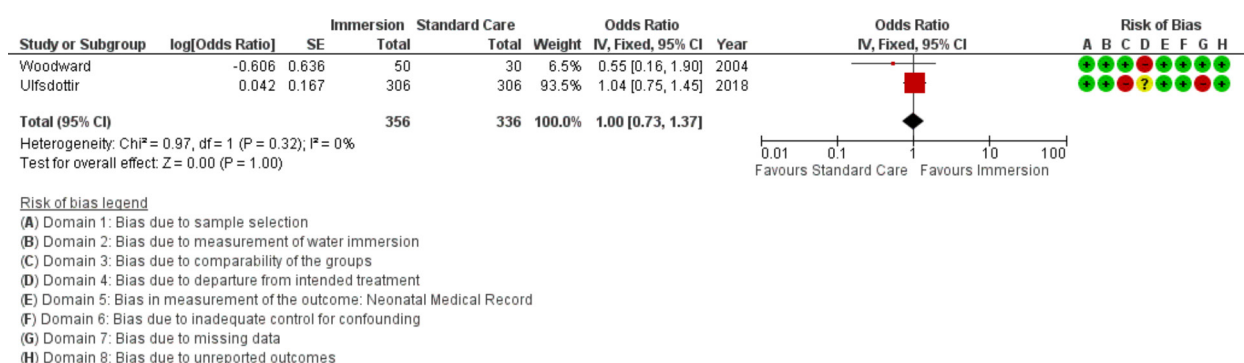 Immersion Standard Care Odds Ratio Odds Ratio Risk of Bias
Study or Subgroup log[Odds Ratio] SE Total Total Weight IV, Fixed, 95% CI Year IV, Fixed, 95% CI A B C D E F G H
Woodward -0.606 0.636 50 30 6.5% 0.55 [0.16, 1.90] 2004 + + + - + + + +
Ulfsdottir 0.042 0.167 306 306 93.5% 1.04 [0.75, 1.45] 2018 + + - ? + + - +
Total (95% CI) 356 336 100.0% 1.00 [0.73, 1.37]
Heterogeneity: Chi² = 0.97, df = 1 (P = 0.32); I² = 0%
Test for overall effect: Z = 0.00 (P = 1.00)
0.01 0.1 1 10 100
Favours Standard Care Favours Immersion
Risk of bias legend
(A) Domain 1: Bias due to sample selection
(B) Domain 2: Bias due to measurement of water immersion
(C) Domain 3: Bias due to comparability of the groups
(D) Domain 4: Bias due to departure from intended treatment
(E) Domain 5: Bias in measurement of the outcome: Neonatal Medical Record
(F) Domain 6: Bias due to inadequate control for confounding
(G) Domain 7: Bias due to missing data
(H) Domain 8: Bias due to unreported outcomes